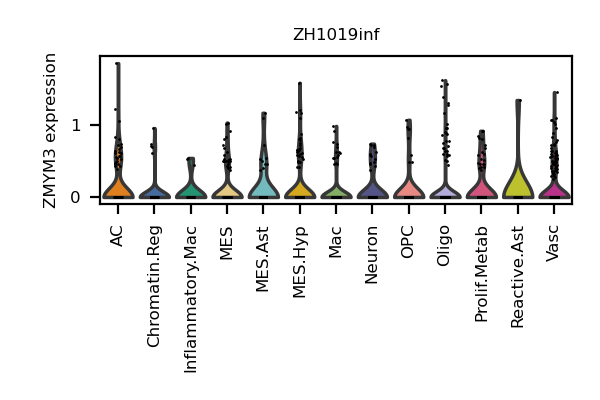 ZH1019inf
ZMYM3 expression
1
0
AC
Chromatin.Reg
Inflammatory.Mac
MES
MES.Ast
MES.Hyp
Mac
Neuron
OPC
Oligo
Prolif.Metab
Reactive.Ast
Vasc